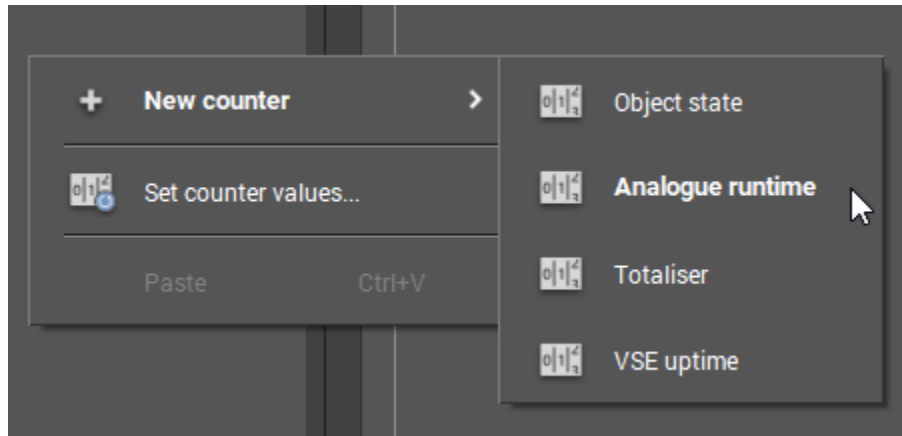 New counter
Set counter values...
Paste Ctrl+V
Object state
Analogue runtime
Totaliser
VSE uptime